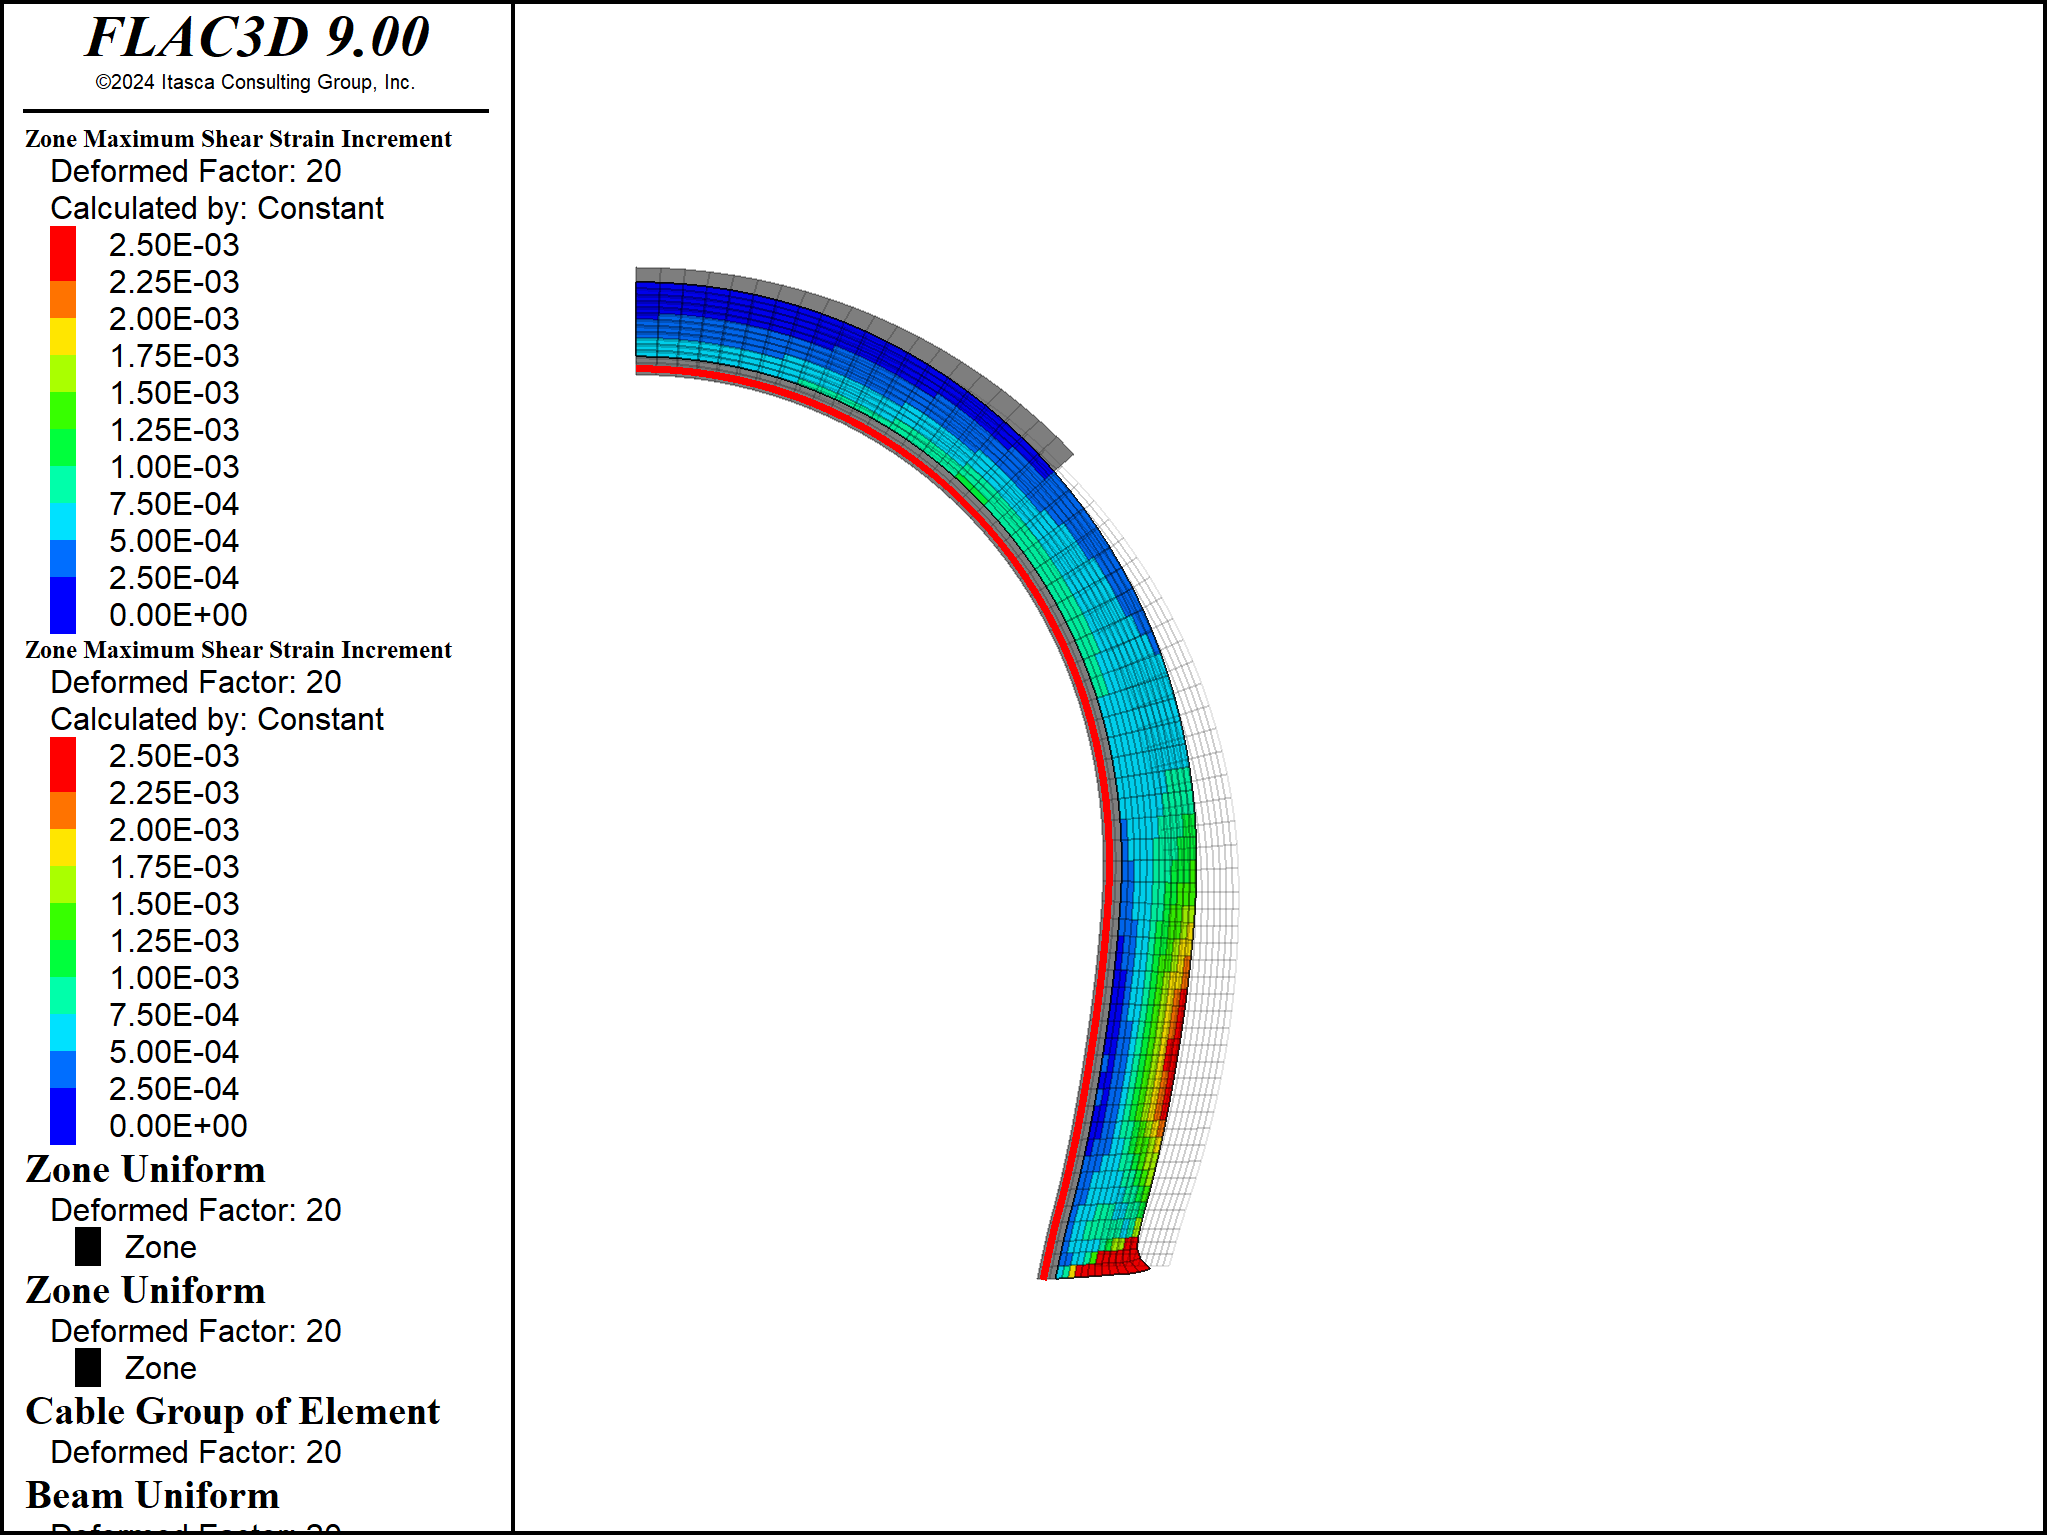 FLAC3D 9.00
©2024 Itasca Consulting Group, Inc.
Zone Maximum Shear Strain Increment
Deformed Factor: 20
Calculated by: Constant
2.50E-03
2.25E-03
2.00E-03
1.75E-03
1.50E-03
1.25E-03
1.00E-03
7.50E-04
5.00E-04
2.50E-04
0.00E+00
Zone Maximum Shear Strain Increment
Deformed Factor: 20
Calculated by: Constant
2.50E-03
2.25E-03
2.00E-03
1.75E-03
1.50E-03
1.25E-03
1.00E-03
7.50E-04
5.00E-04
2.50E-04
0.00E+00
Zone Uniform
Deformed Factor: 20
Zone
Zone Uniform
Deformed Factor: 20
Zone
Cable Group of Element
Deformed Factor: 20
Beam Uniform
Deformed Factor: 20